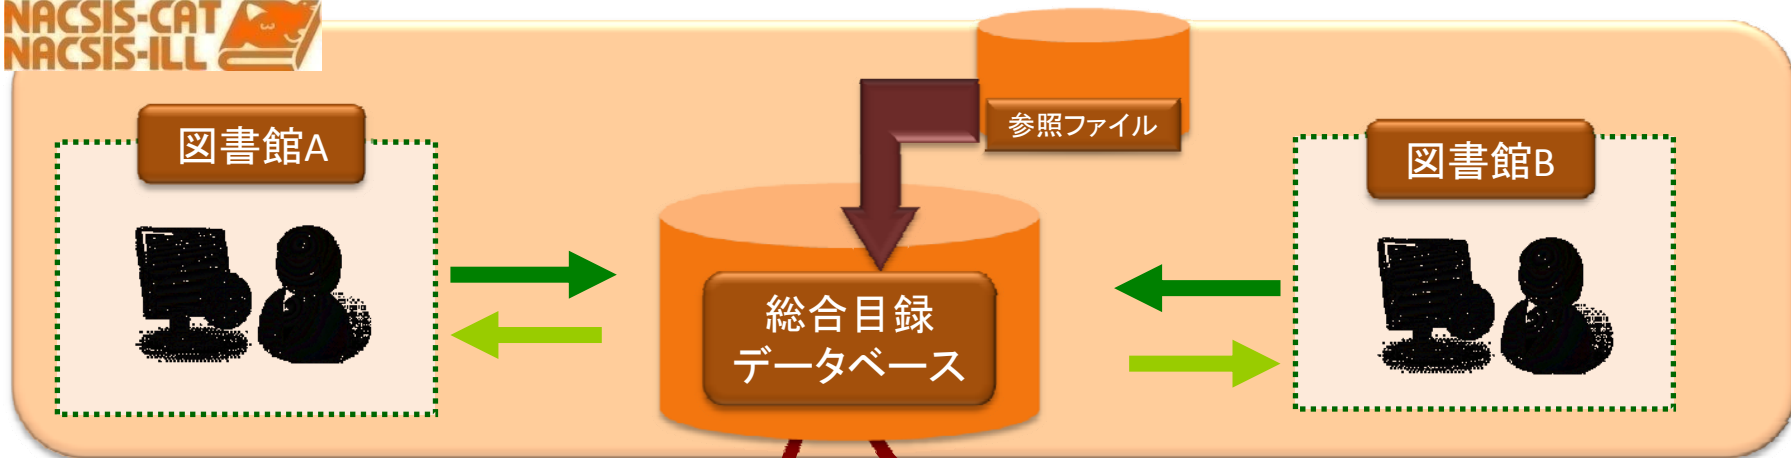 NACSIS-CAT
NACSIS-ILL
参照ファイル
図書館A
図書館B
総合目録
データベース